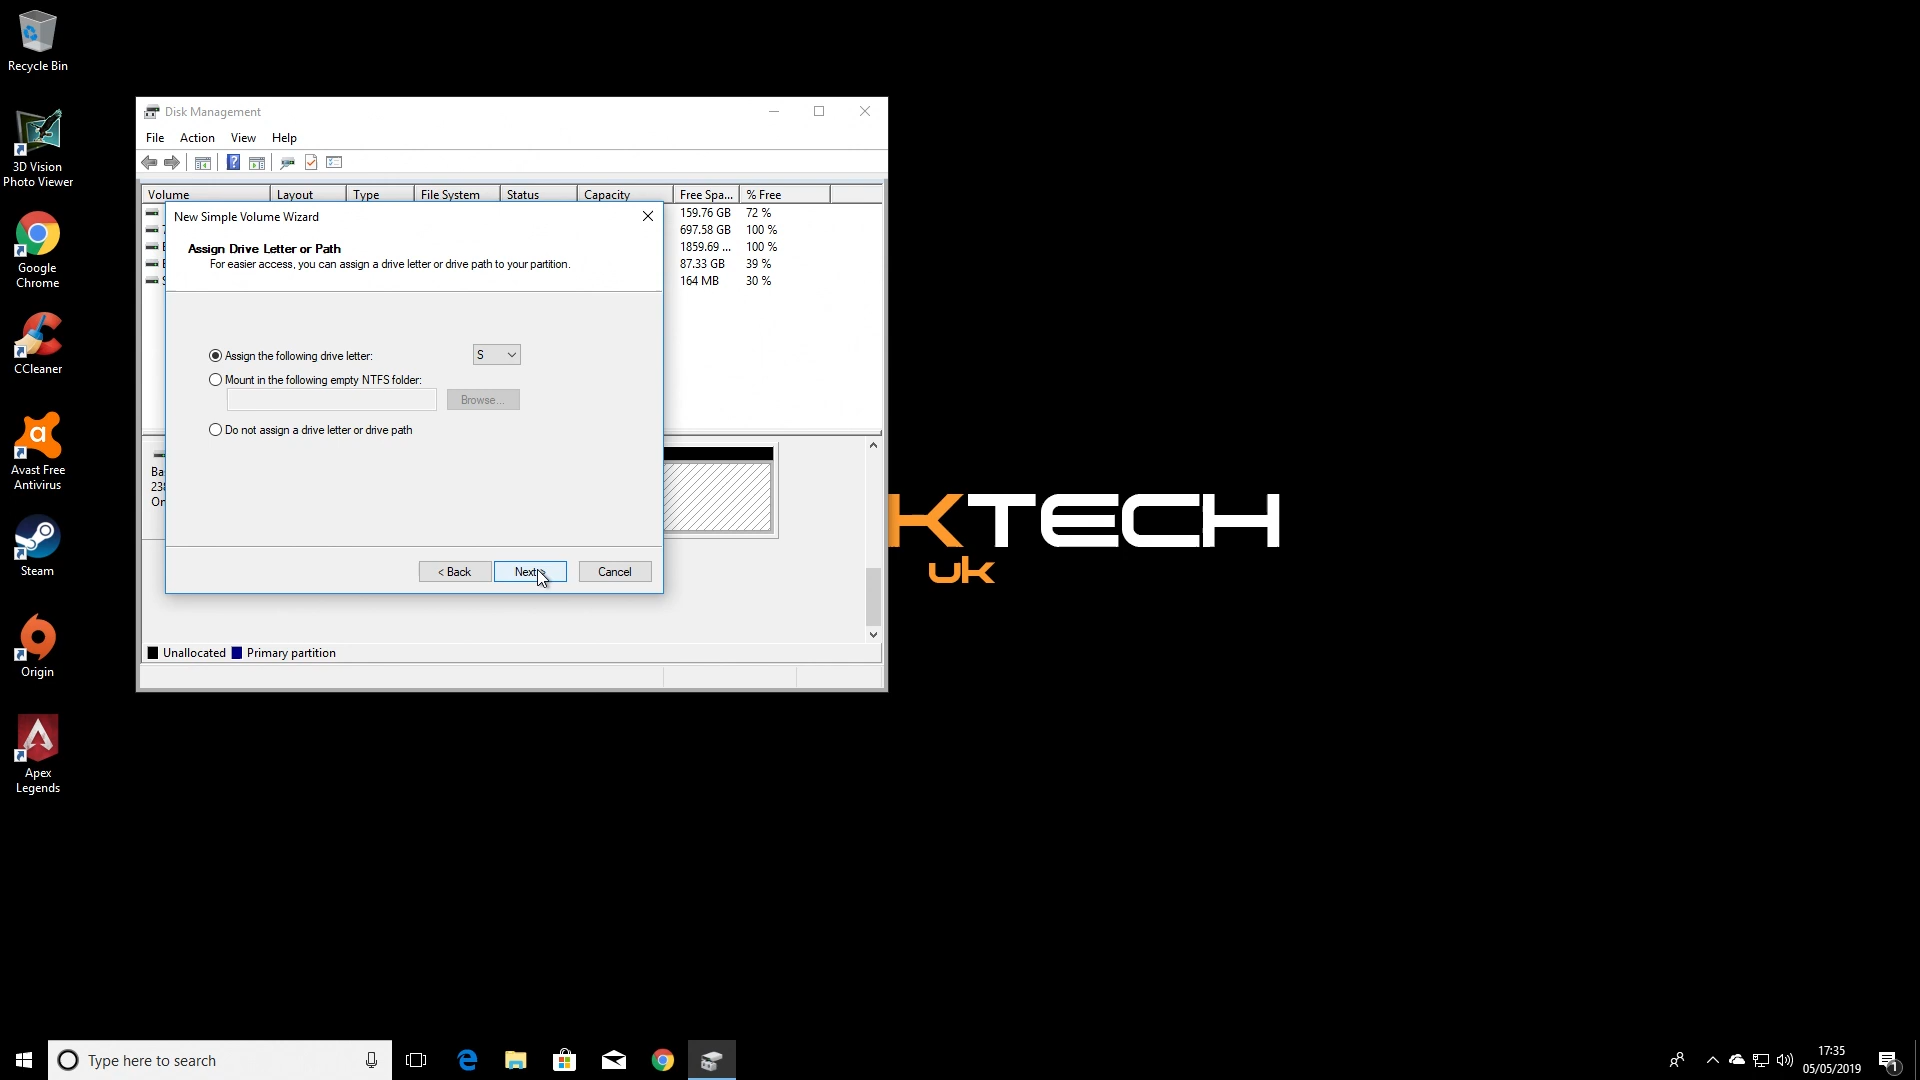 Recycle Bin
3D Vision
Photo Viewer
Google
Chrome
CCleaner
Avast Free
Antivirus
Steam
Origin
Apex
Legends
Disk Management
File Action View Help
Volume Layout Type File System Status Capacity Free Spa... % Free
159.76 GB 72 %
697.58 GB 100 %
1859.69 ... 100 %
87.33 GB 39 %
164 MB 30 %
New Simple Volume Wizard
Assign Drive Letter or Path
For easier access, you can assign a drive letter or drive path to your partition.
Assign the following drive letter: S
Mount in the following empty NTFS folder:
Browse...
Do not assign a drive letter or drive path
< Back Next Cancel
Ba
23
On
Unallocated Primary partition
KTECH
uk
Type here to search
17:35
05/05/2019
1